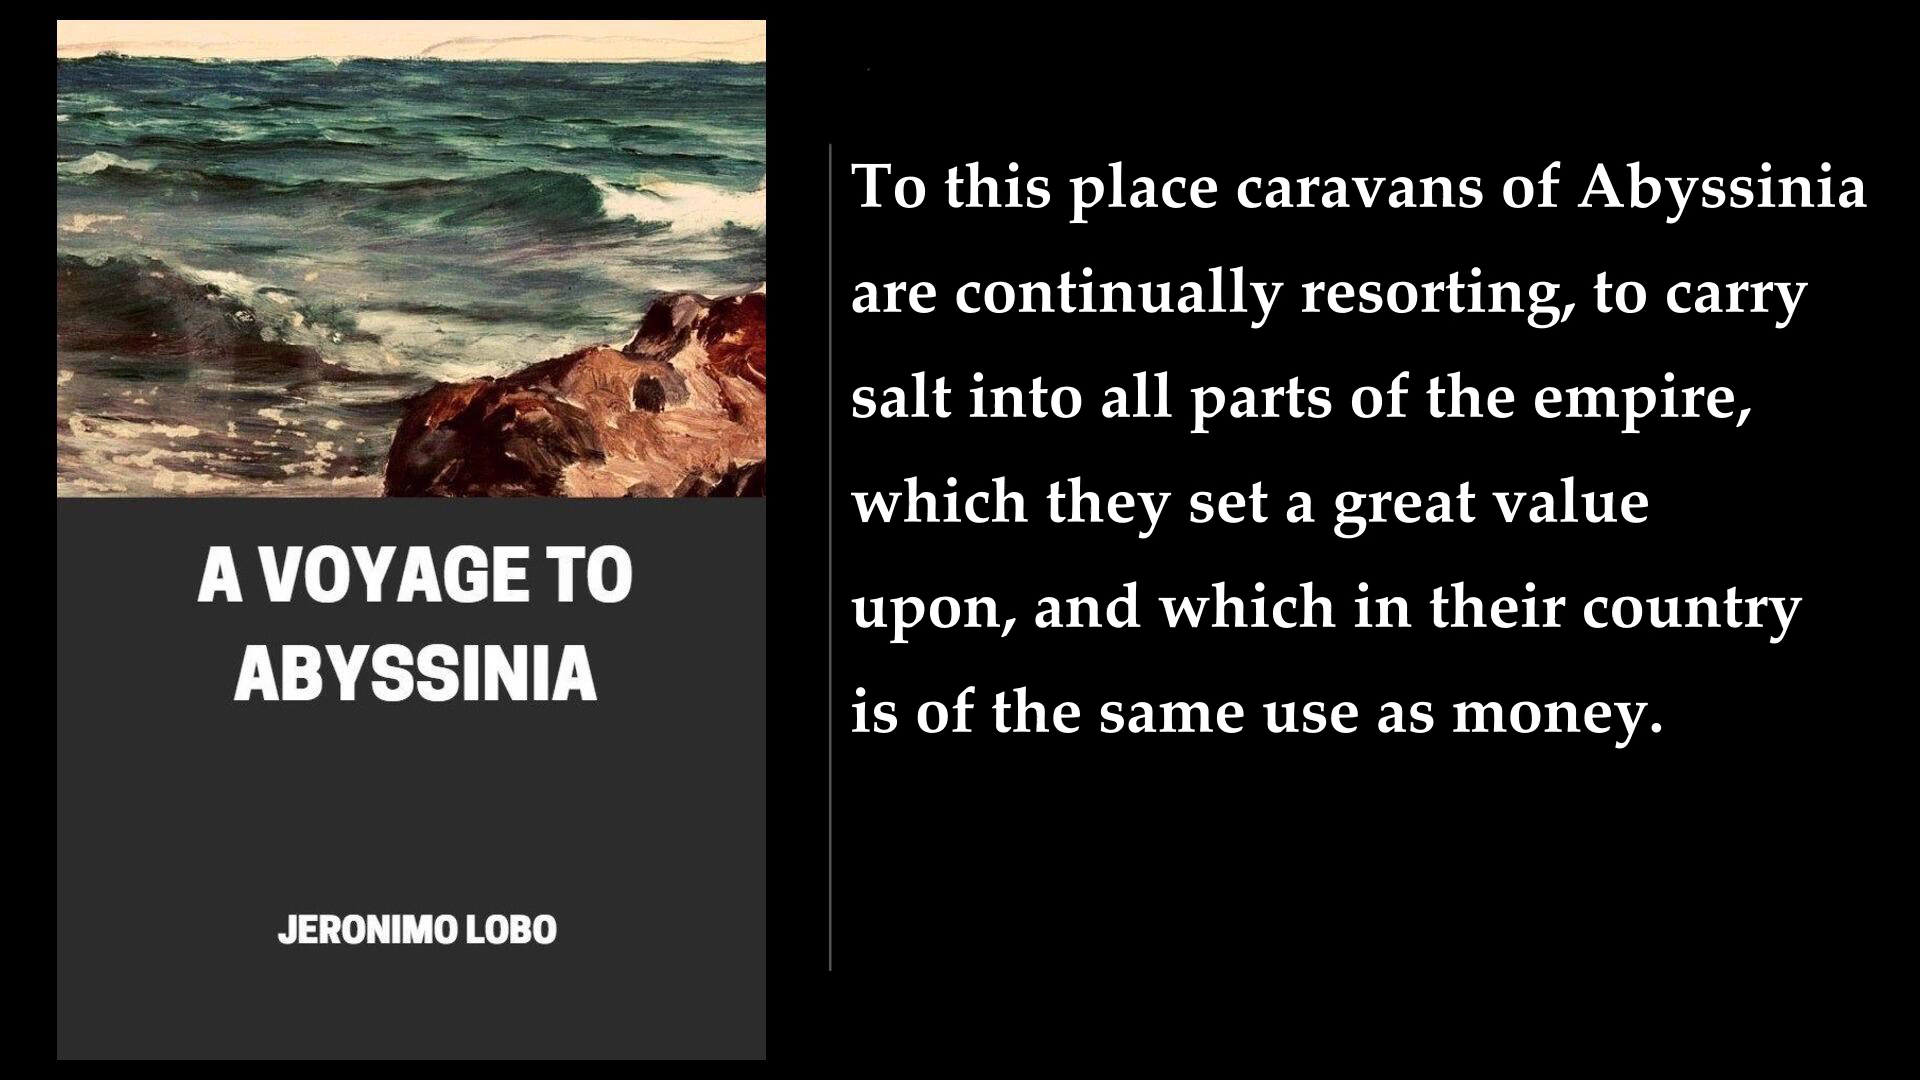 A VOYAGE TO
ABYSSINIA
JERONIMO LOBO
To this place caravans of Abyssinia
are continually resorting, to carry
salt into all parts of the empire,
which they set a great value
upon, and which in their country
is of the same use as money.